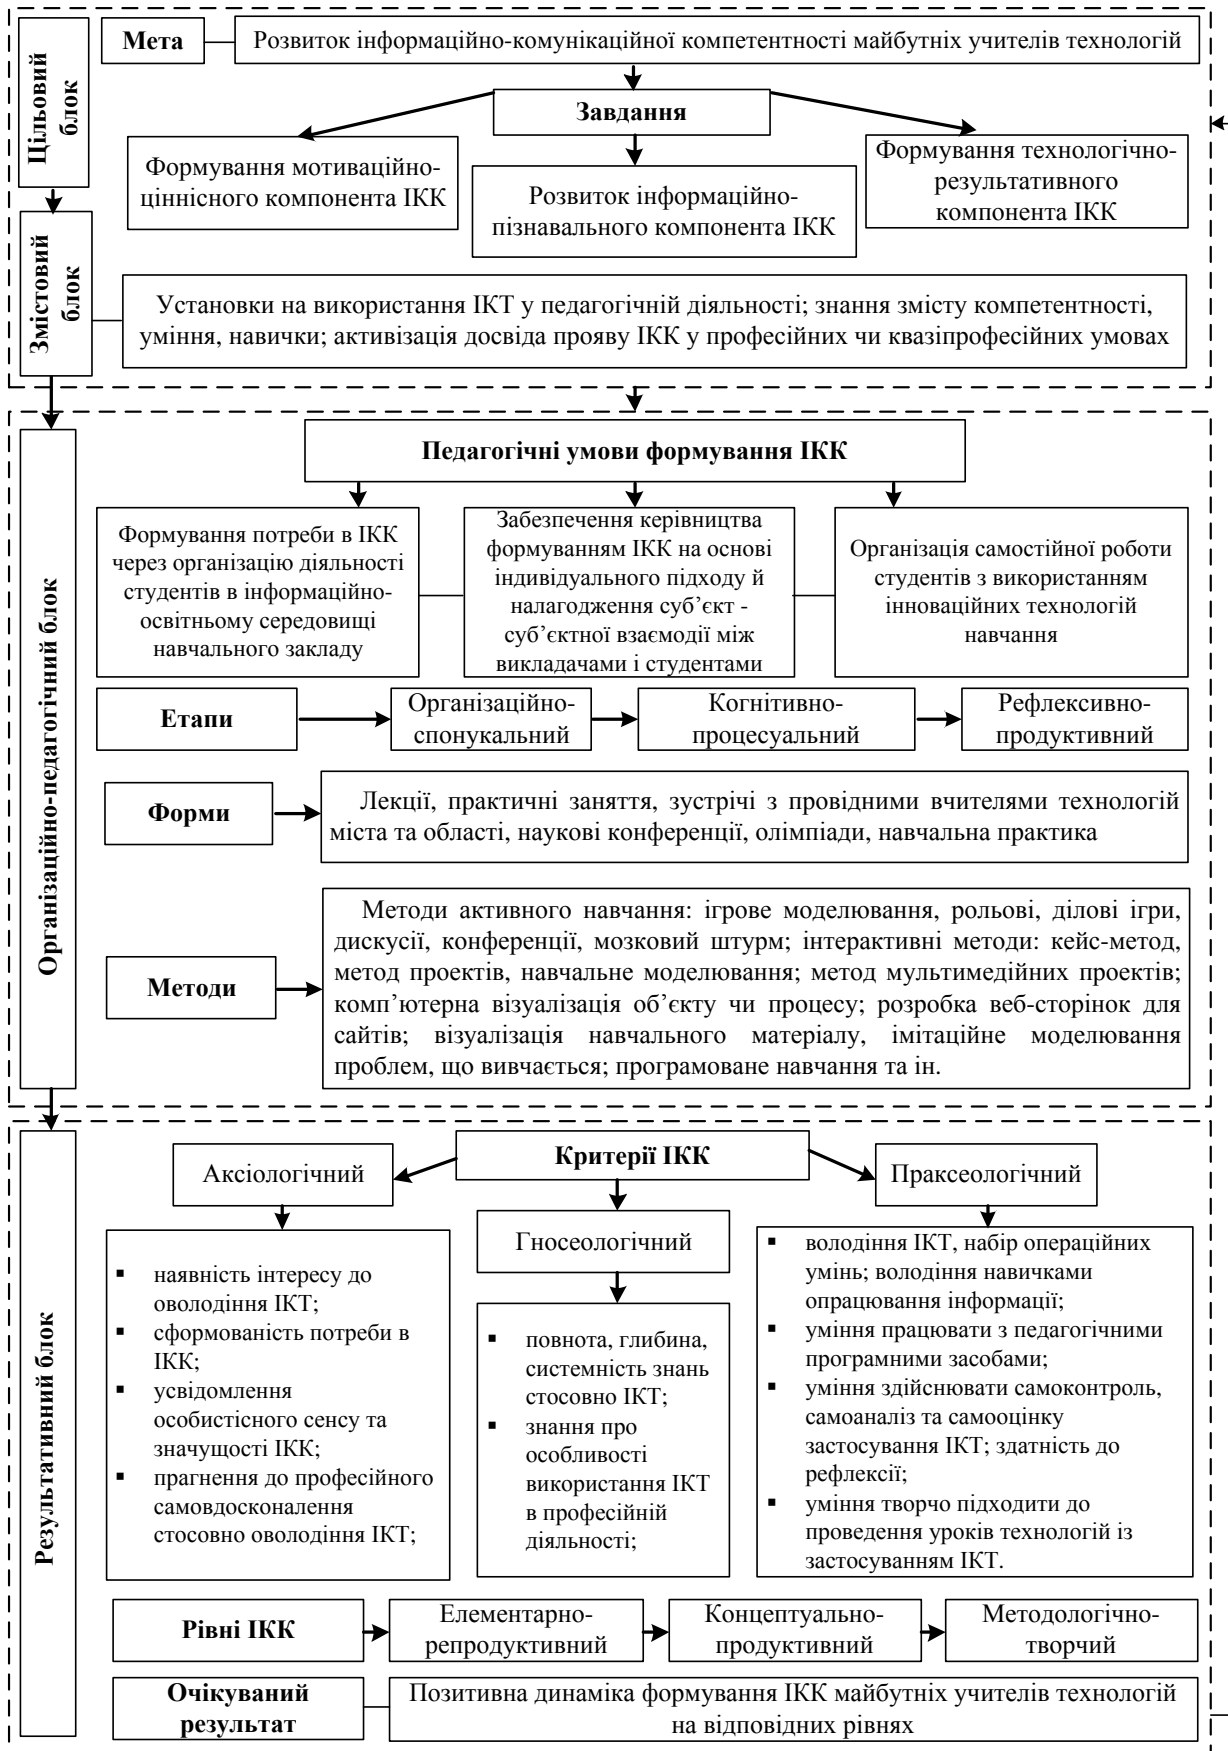 Цільовий
блок
Мета
Розвиток інформаційно-комунікаційної компетентності майбутніх учителів технологій
Завдання
Формування мотиваційно-
ціннісного компонента ІКК
Розвиток інформаційно-
пізнавального компонента ІКК
Формування технологічно-
результативного
компонента ІКК
Змістовий
блок
Установки на використання ІКТ у педагогічній діяльності; знання змісту компетентності,
уміння, навички; активізація досвіда прояву ІКК у професійних чи квазіпрофесійних умовах
Організаційно-педагогічний блок
Педагогічні умови формування ІКК
Формування потреби в ІКК
через організацію діяльності
студентів в інформаційно-
освітньому середовищі
навчального закладу
Забезпечення керівництва
формуванням ІКК на основі
індивідуального підходу й
налагодження суб’єкт -
суб’єктної взаємодії між
викладачами і студентами
Організація самостійної роботи
студентів з використанням
інноваційних технологій
навчання
Етапи
Організаційно-
спонукальний
Когнітивно-
процесуальний
Рефлексивно-
продуктивний
Форми
Лекції, практичні заняття, зустрічі з провідними вчителями технологій
міста та області, наукові конференції, олімпіади, навчальна практика
Методи
Методи активного навчання: ігрове моделювання, рольові, ділові ігри,
дискусії, конференції, мозковий штурм; інтерактивні методи: кейс-метод,
метод проектів, навчальне моделювання; метод мультимедійних проектів;
комп’ютерна візуалізація об’єкту чи процесу; розробка веб-сторінок для
сайтів; візуалізація навчального матеріалу, імітаційне моделювання
проблем, що вивчається; програмоване навчання та ін.
Результативний блок
Критерії ІКК
Аксіологічний
▪ наявність інтересу до
оволодіння ІКТ;
▪ сформованість потреби в
ІКК;
▪ усвідомлення
особистісного сенсу та
значущості ІКК;
▪ прагнення до професійного
самовдосконалення
стосовно оволодіння ІКТ;
Гносеологічний
▪ повнота, глибина,
системність знань
стосовно ІКТ;
▪ знання про
особливості
використання ІКТ
в професійній
діяльності;
Праксеологічний
▪ володіння ІКТ, набір операційних
умінь; володіння навичками
опрацювання інформації;
▪ уміння працювати з педагогічними
програмними засобами;
▪ уміння здійснювати самоконтроль,
самоаналіз та самооцінку
застосування ІКТ; здатність до
рефлексії;
▪ уміння творчо підходити до
проведення уроків технологій із
застосуванням ІКТ.
Рівні ІКК
Елементарно-
репродуктивний
Концептуально-
продуктивний
Методологічно-
творчий
Очікуваний
результат
Позитивна динаміка формування ІКК майбутніх учителів технологій
на відповідних рівнях